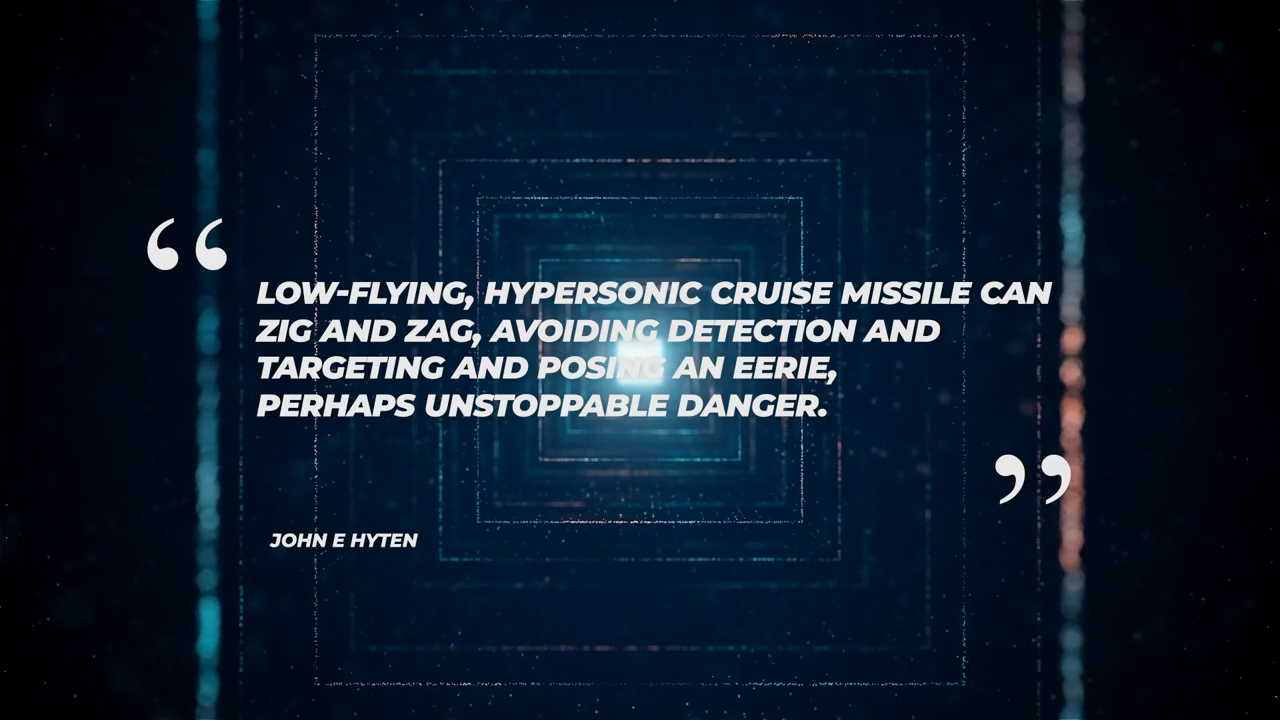 “
LOW-FLYING, HYPERSONIC CRUISE MISSILE CAN
ZIG AND ZAG, AVOIDING DETECTION AND
TARGETING AND POSING AN EERIE,
PERHAPS UNSTOPPABLE DANGER.
”
JOHN E HYTEN